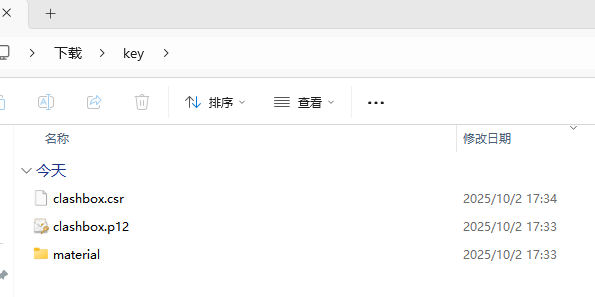 下载 > key >
排序 查看
名称 修改日期
今天
clashbox.csr 2025/10/2 17:34
clashbox.p12 2025/10/2 17:33
material 2025/10/2 17:33